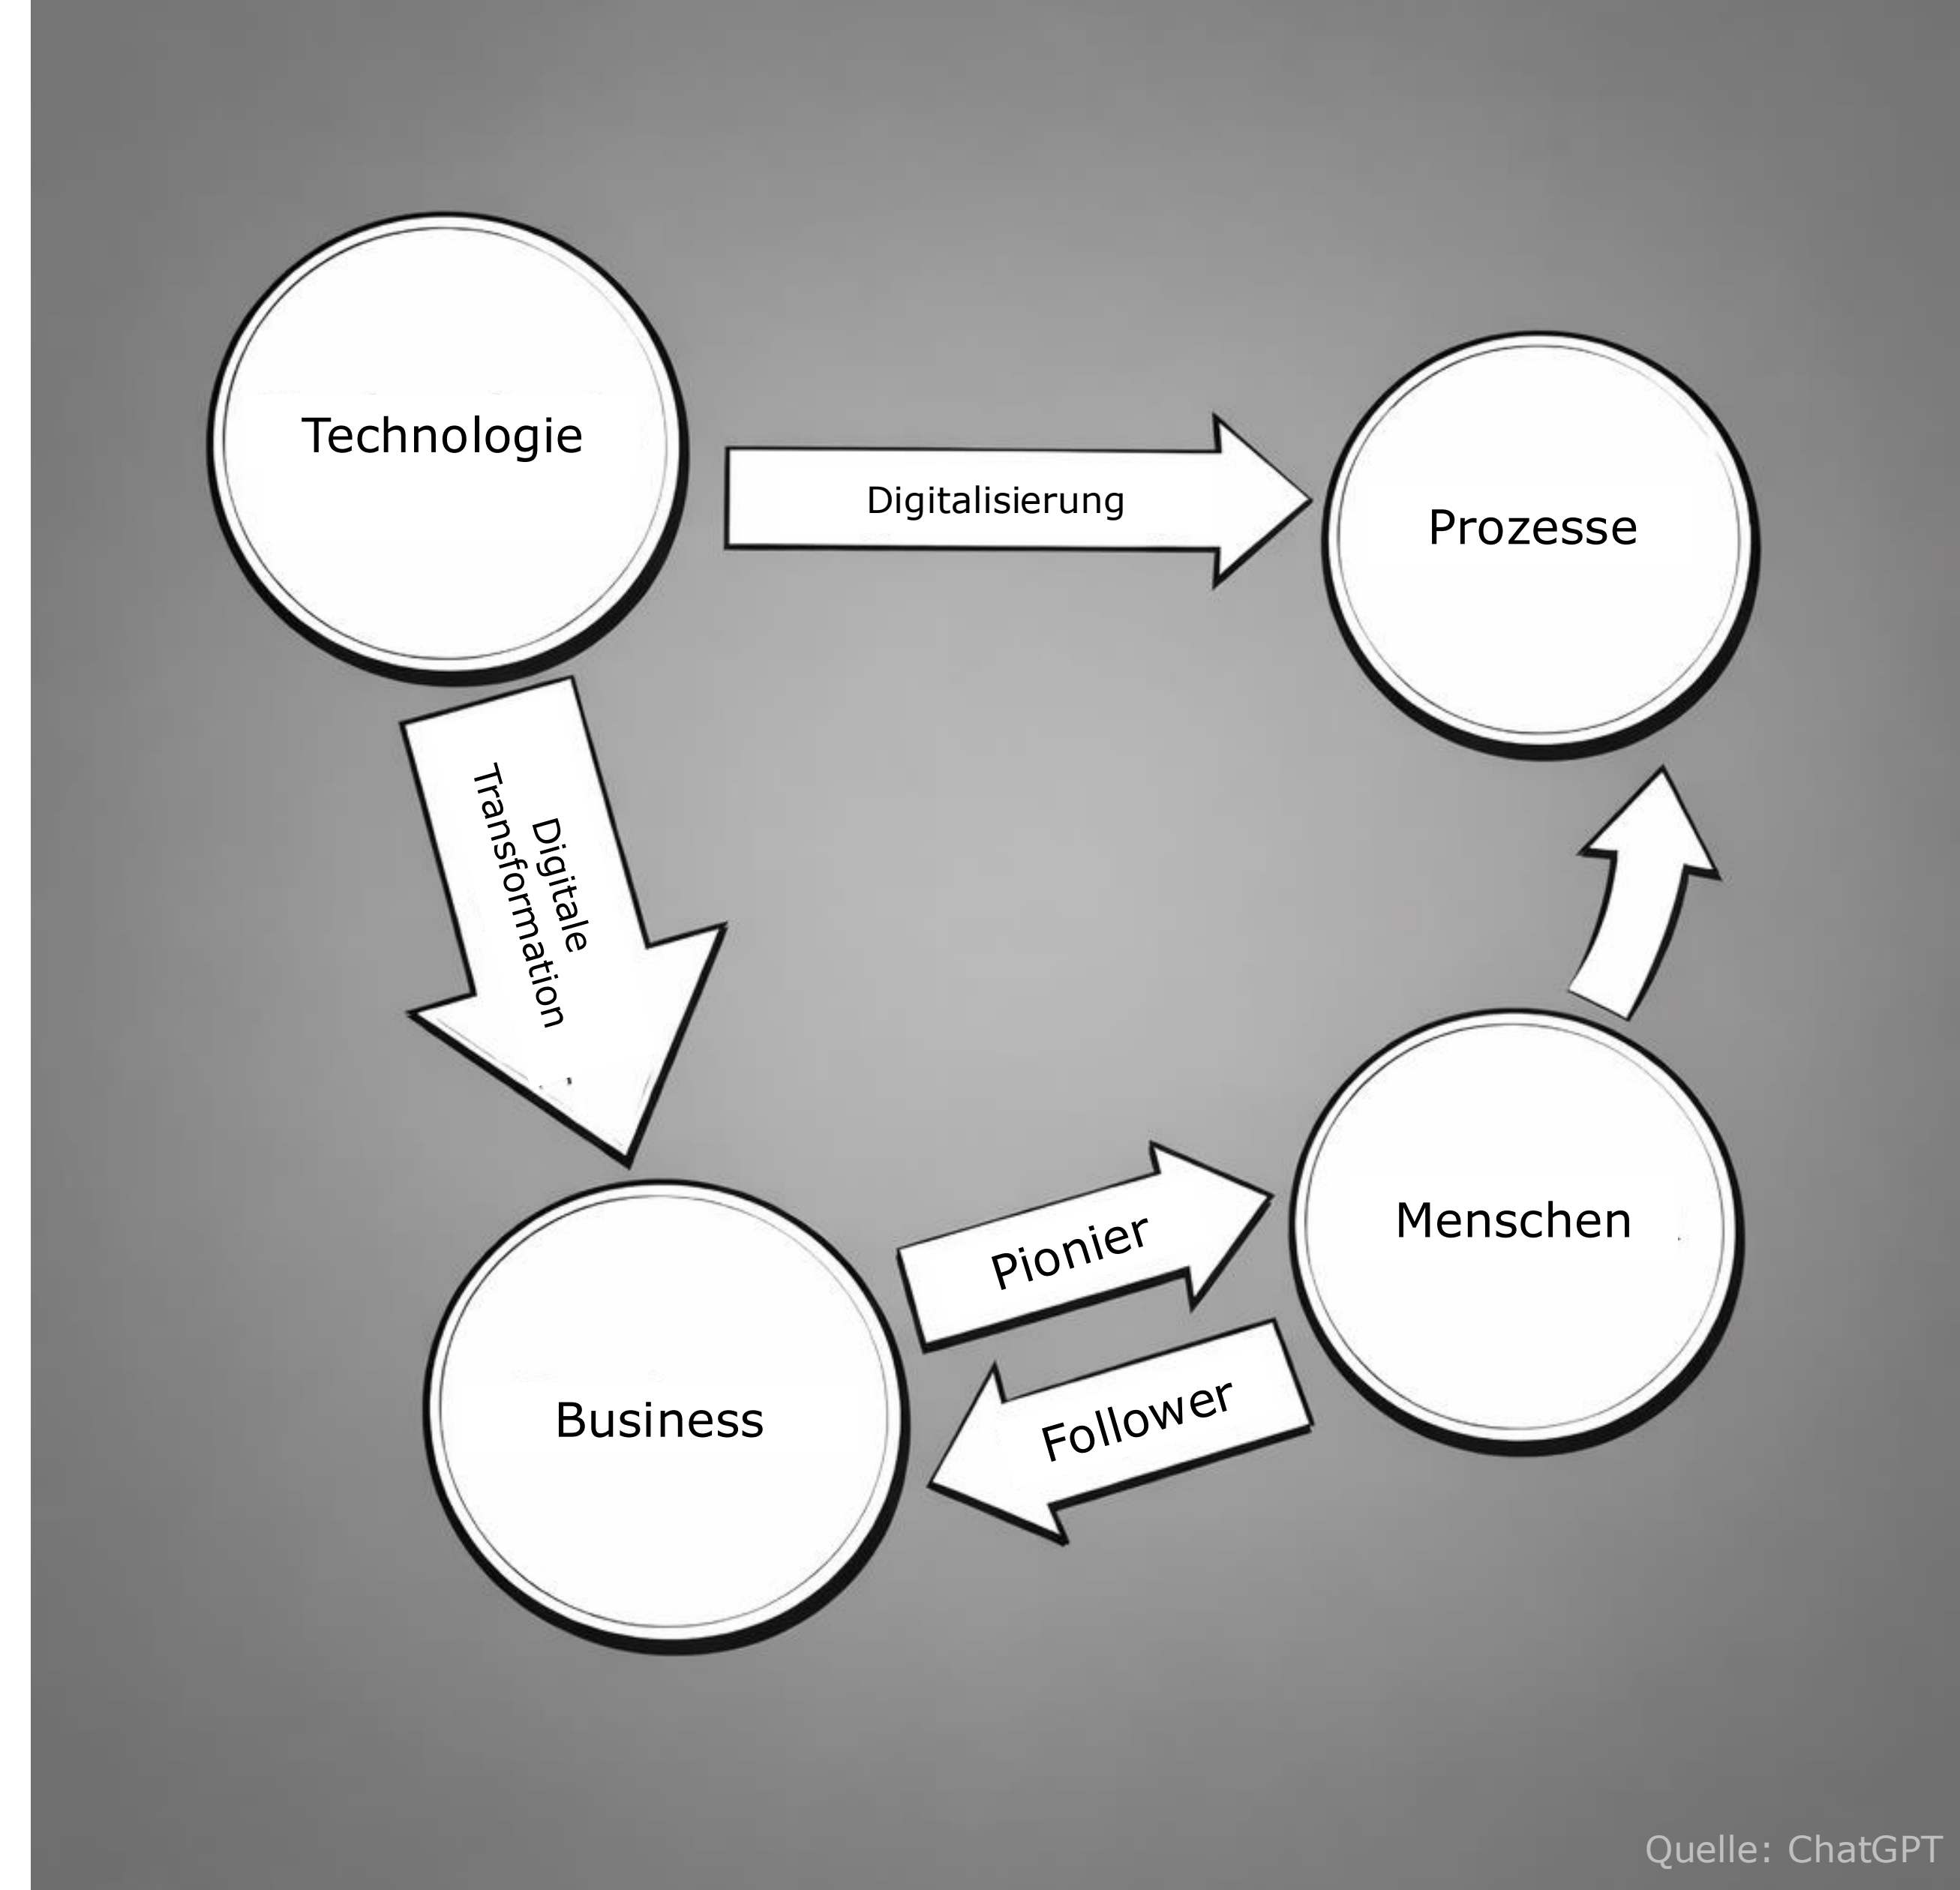 Technologie
Digitalisierung
Prozesse
Digitale
Transformation
Pionier
Menschen
Follower
Business
Quelle: ChatGPT